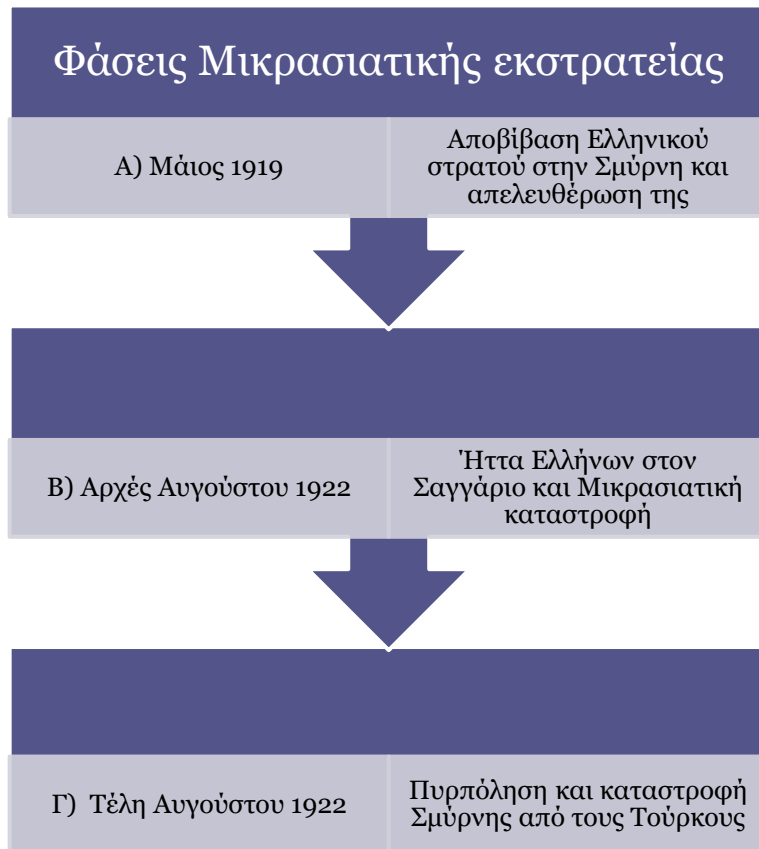 Φάσεις Μικρασιατικής εκστρατείας
Α) Μάιος 1919
Αποβίβαση Ελληνικού
στρατού στην Σμύρνη και
απελευθέρωση της
Β) Αρχές Αυγούστου 1922
Ήττα Ελλήνων στον
Σαγγάριο και Μικρασιατική
καταστροφή
Γ) Τέλη Αυγούστου 1922
Πυρπόληση και καταστροφή
Σμύρνης από τους Τούρκους